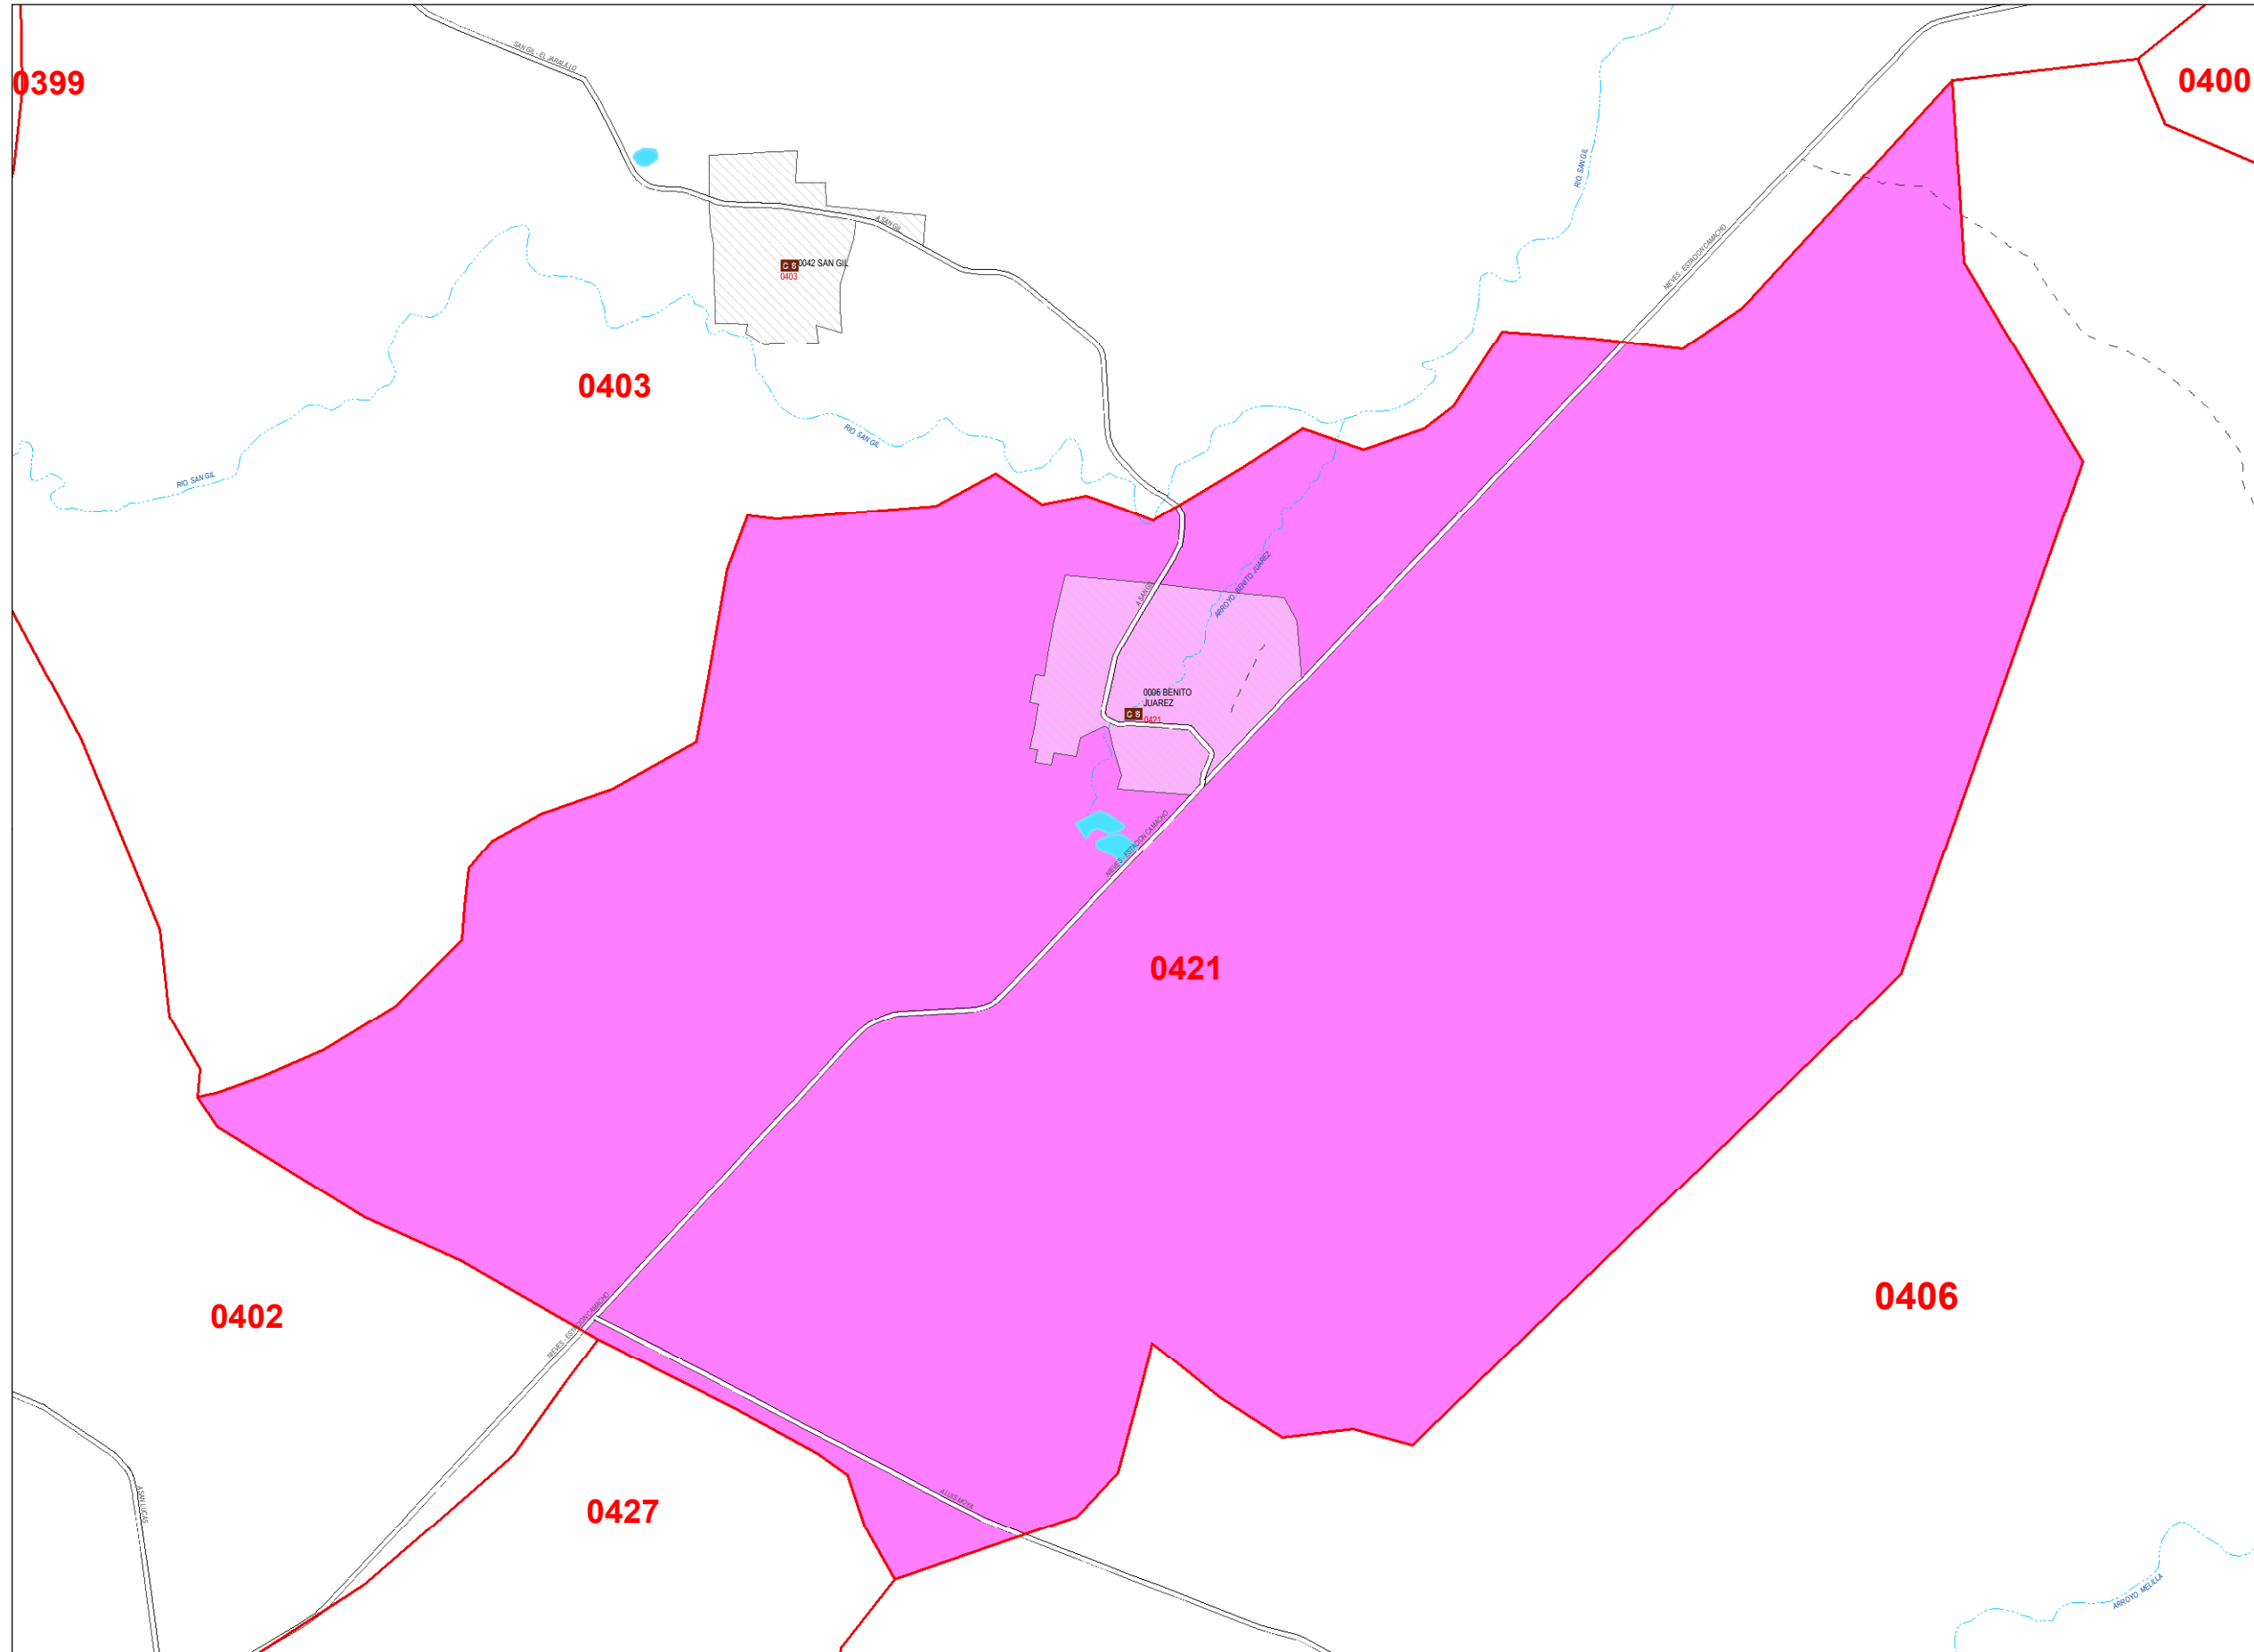 0399
SAN GIL - EL JARALILLO
0400
RIO. SAN GIL
A SAN GIL
NIEVES - ESTACION CAMACHO
C S 0042 SAN GIL
0403
0403
RIO. SAN GIL
RIO. SAN GIL
A SAN GIL
ARROYO. BENITO JUAREZ
0006 BENITO
JUAREZ
C S
0421
NIEVES - ESTACION CAMACHO
0421
0406
0402
NIEVES - ESTACION CAMACHO
A SAN LUCAS
A LUIS MOYA
0427
ARROYO. MELILLA